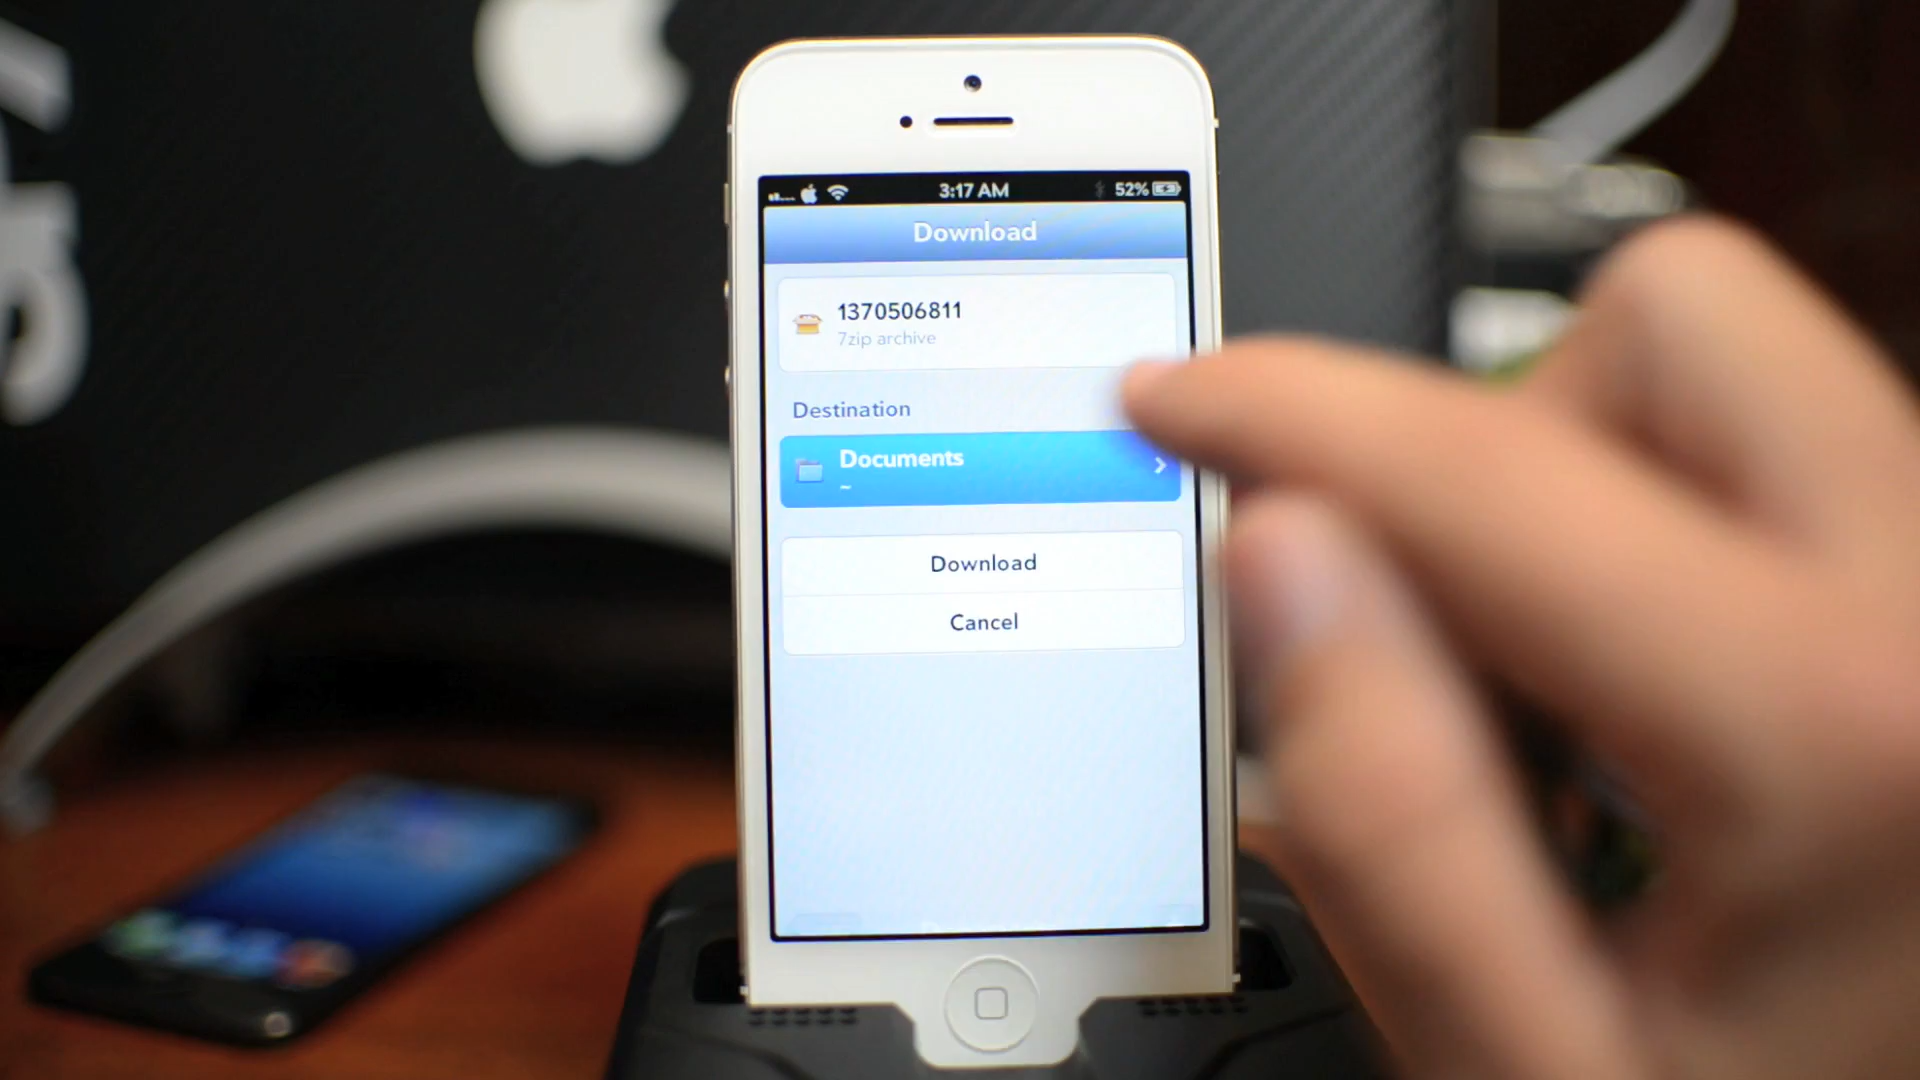 3:17 AM
52%
Download
1370506811
7zip archive
Destination
Documents
~
Download
Cancel